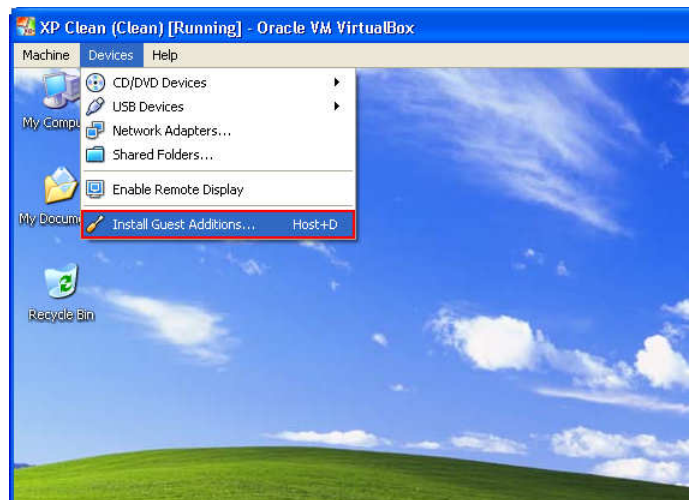 XP Clean (Clean) [Running] - Oracle VM VirtualBox
Machine Devices Help
CD/DVD Devices
USB Devices
Network Adapters...
Shared Folders...
Enable Remote Display
Install Guest Additions... Host+D
My Compu
My Docum
Recycle Bin